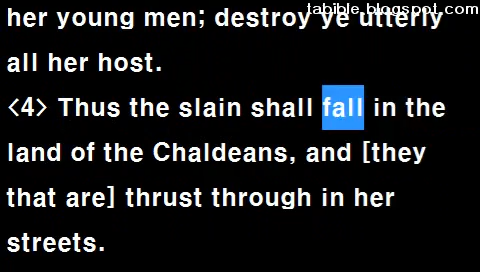 tabible.blogspot.com
her young men; destroy ye utterly
all her host.
<4> Thus the slain shall fall in the
land of the Chaldeans, and [they
that are] thrust through in her
streets.